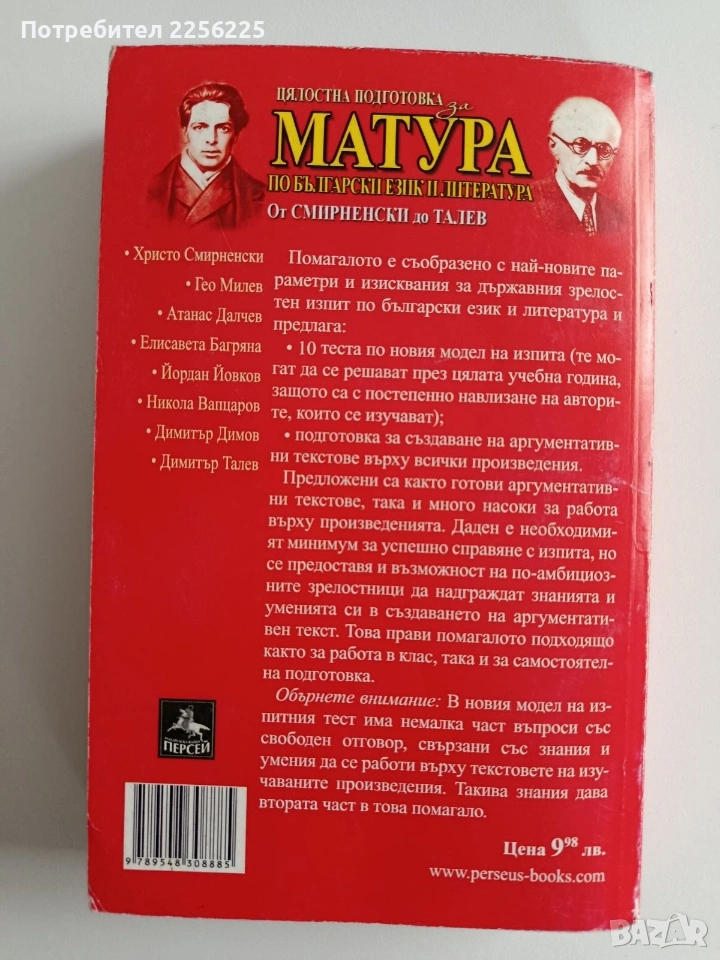 Потребител 2256225
ЦЯЛОСТНА ПОДГОТОВКА за
МАТУРА
ПО БЪЛГАРСКИ ЕЗИК И ЛИТЕРАТУРА
От СМИРНЕНСКИ до ТАЛЕВ
• Христо Смирненски
• Гео Милев
• Атанас Далчев
• Елисавета Багряна
• Йордан Йовков
• Никола Вапцаров
• Димитър Димов
• Димитър Талев
Помагалото е съобразено с най-новите па-
раметри и изисквания за държавния зрелос-
тен изпит по български език и литература и
предлага:
• 10 теста по новия модел на изпита (те мо-
гат да се решават през цялата учебна година,
защото са с постепенно навлизане на автори-
те, които се изучават);
• подготовка за създаване на аргументатив-
ни текстове върху всички произведения.
Предложени са както готови аргументатив-
ни текстове, така и много насоки за работа
върху произведенията. Даден е необходими-
ят минимум за успешно справяне с изпита, но
се предоставя и възможност на по-амбициоз-
ните зрелостници да надграждат знанията и
уменията си в създаването на аргументати-
вен текст. Това прави помагалото подходящо
както за работа в клас, така и за самостоятел-
на подготовка.
Обърнете внимание: В новия модел на из-
питния тест има немалка част въпроси със
свободен отговор, свързани със знания и
умения да се работи върху текстовете на изу-
чаваните произведения. Такива знания дава
втората част в това помагало.
ПЕРСЕЙ
9 789548 308885
Цена 9⁹⁸ лв.
www.perseus-books.com
BAZAR